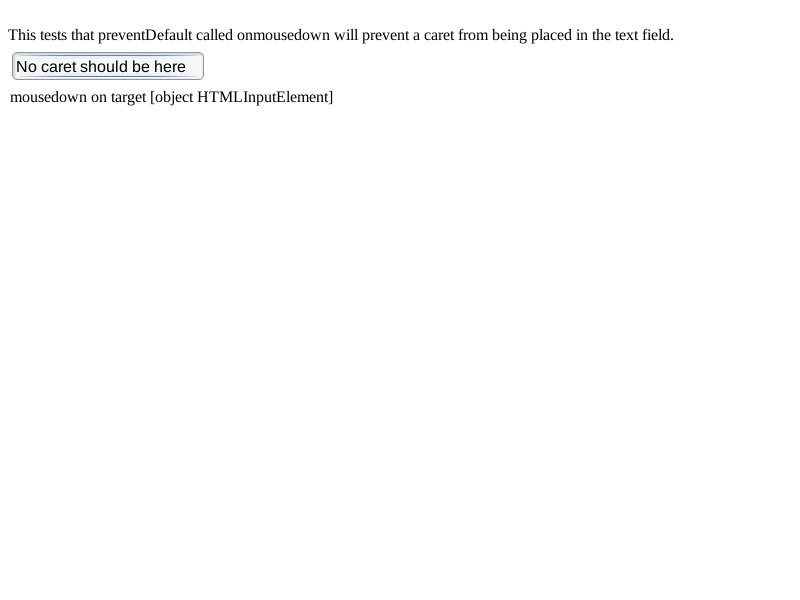 This tests that preventDefault called onmousedown will prevent a caret from being placed in the text field.
No caret should be here
mousedown on target [object HTMLInputElement]